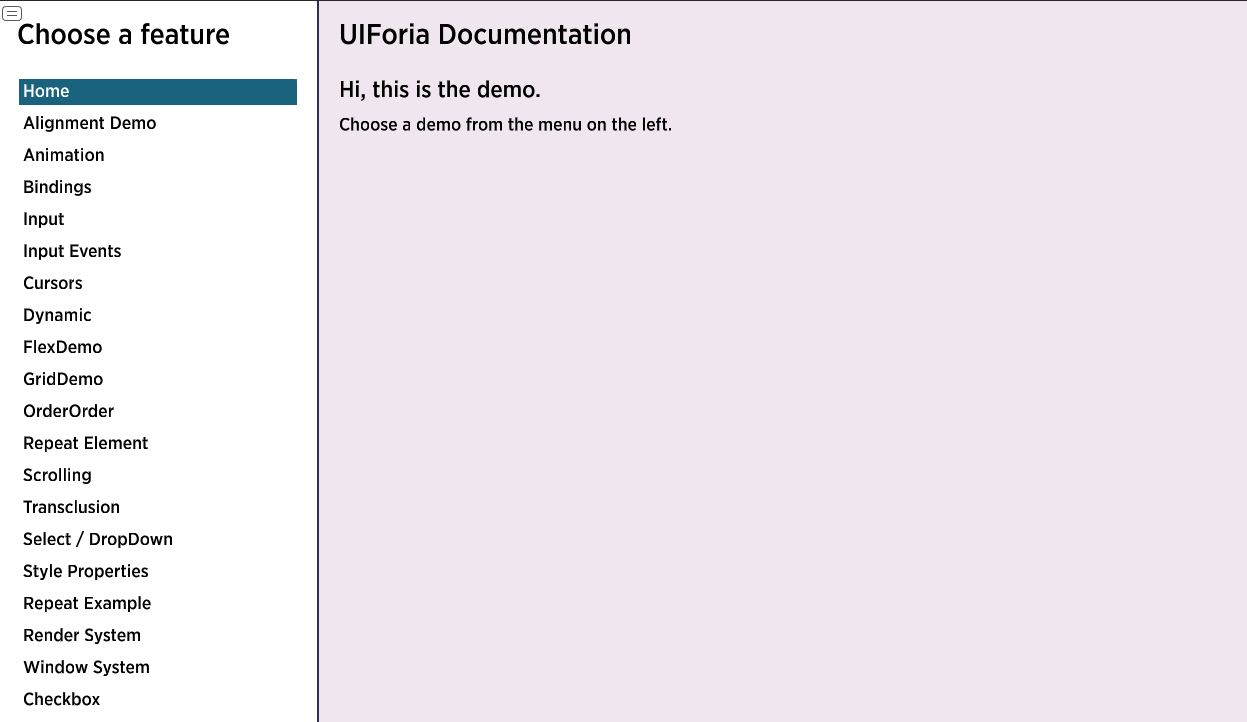 Choose a feature
Home
Alignment Demo
Animation
Bindings
Input
Input Events
Cursors
Dynamic
FlexDemo
GridDemo
OrderOrder
Repeat Element
Scrolling
Transclusion
Select / DropDown
Style Properties
Repeat Example
Render System
Window System
Checkbox
UIForia Documentation
Hi, this is the demo.
Choose a demo from the menu on the left.